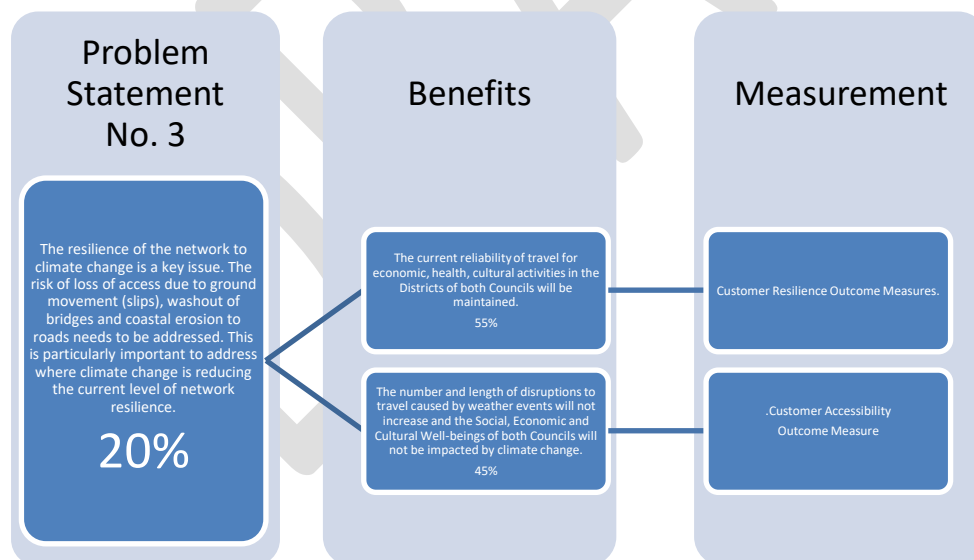 Problem
Statement
No. 3
The resilience of the network to
climate change is a key issue. The
risk of loss of access due to ground
movement (slips), washout of
bridges and coastal erosion to
roads needs to be addressed. This
is particularly important to address
where climate change is reducing
the current level of network
resilience.
20%
Benefits
The current reliability of travel for
economic, health, cultural activities in the
Districts of both Councils will be
maintained.
55%
The number and length of disruptions to
travel caused by weather events will not
increase and the Social, Economic and
Cultural Well-beings of both Councils will
not be impacted by climate change.
45%
Measurement
Customer Resilience Outcome Measures.
.Customer Accessibility
Outcome Measure